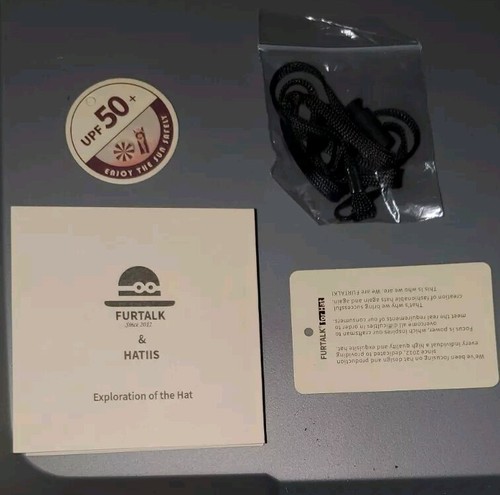 UPF 50+
ENJOY THE SUN SAFELY
FURTALK
Since 2012
&
HATIIS
Exploration of the Hat
FURTALK for Hat
We've been focusing on hat design and production
since 2012, dedicated to providing
every individual a high quality and exquisite hat.
Focus is power, which inspires our craftsman
overcome all difficulties in order to
meet the real requirements of our consumers
That's why we bring
creation of fashionable hats again and again
This is who we are. We are FURTALK!